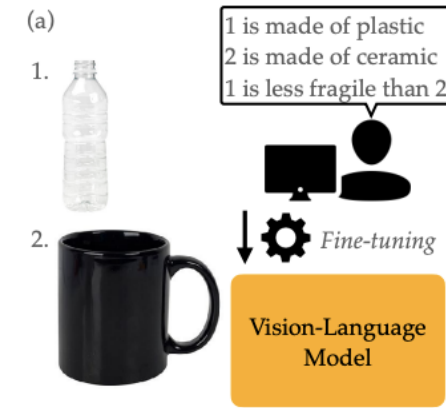 (a)
1.
1 is made of plastic
2 is made of ceramic
1 is less fragile than 2
2.
Fine-tuning
Vision-Language
Model